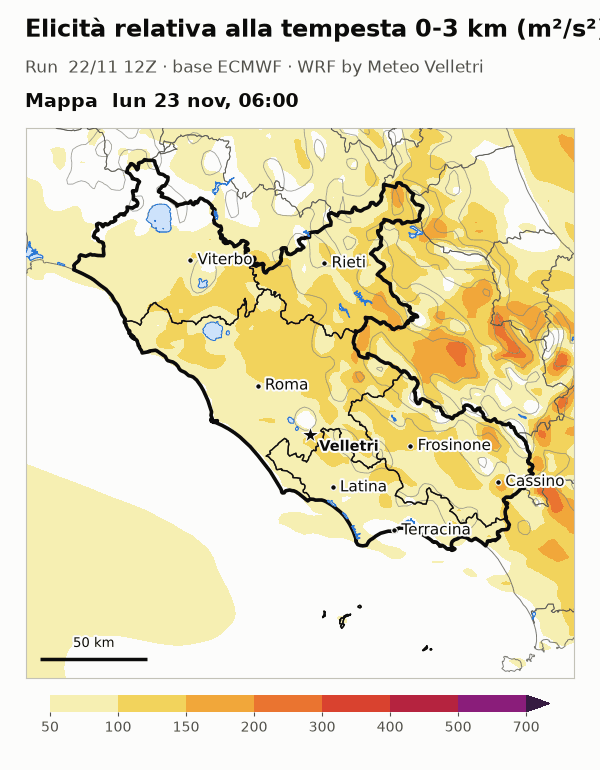 Elicità relativa alla tempesta 0-3 km (m²/s²)
Run 22/11 12Z · base ECMWF · WRF by Meteo Velletri
Mappa lun 23 nov, 06:00
Viterbo
Rieti
Roma
Velletri
Frosinone
Latina
Cassino
Terracina
50 km
50 100 150 200 300 400 500 700